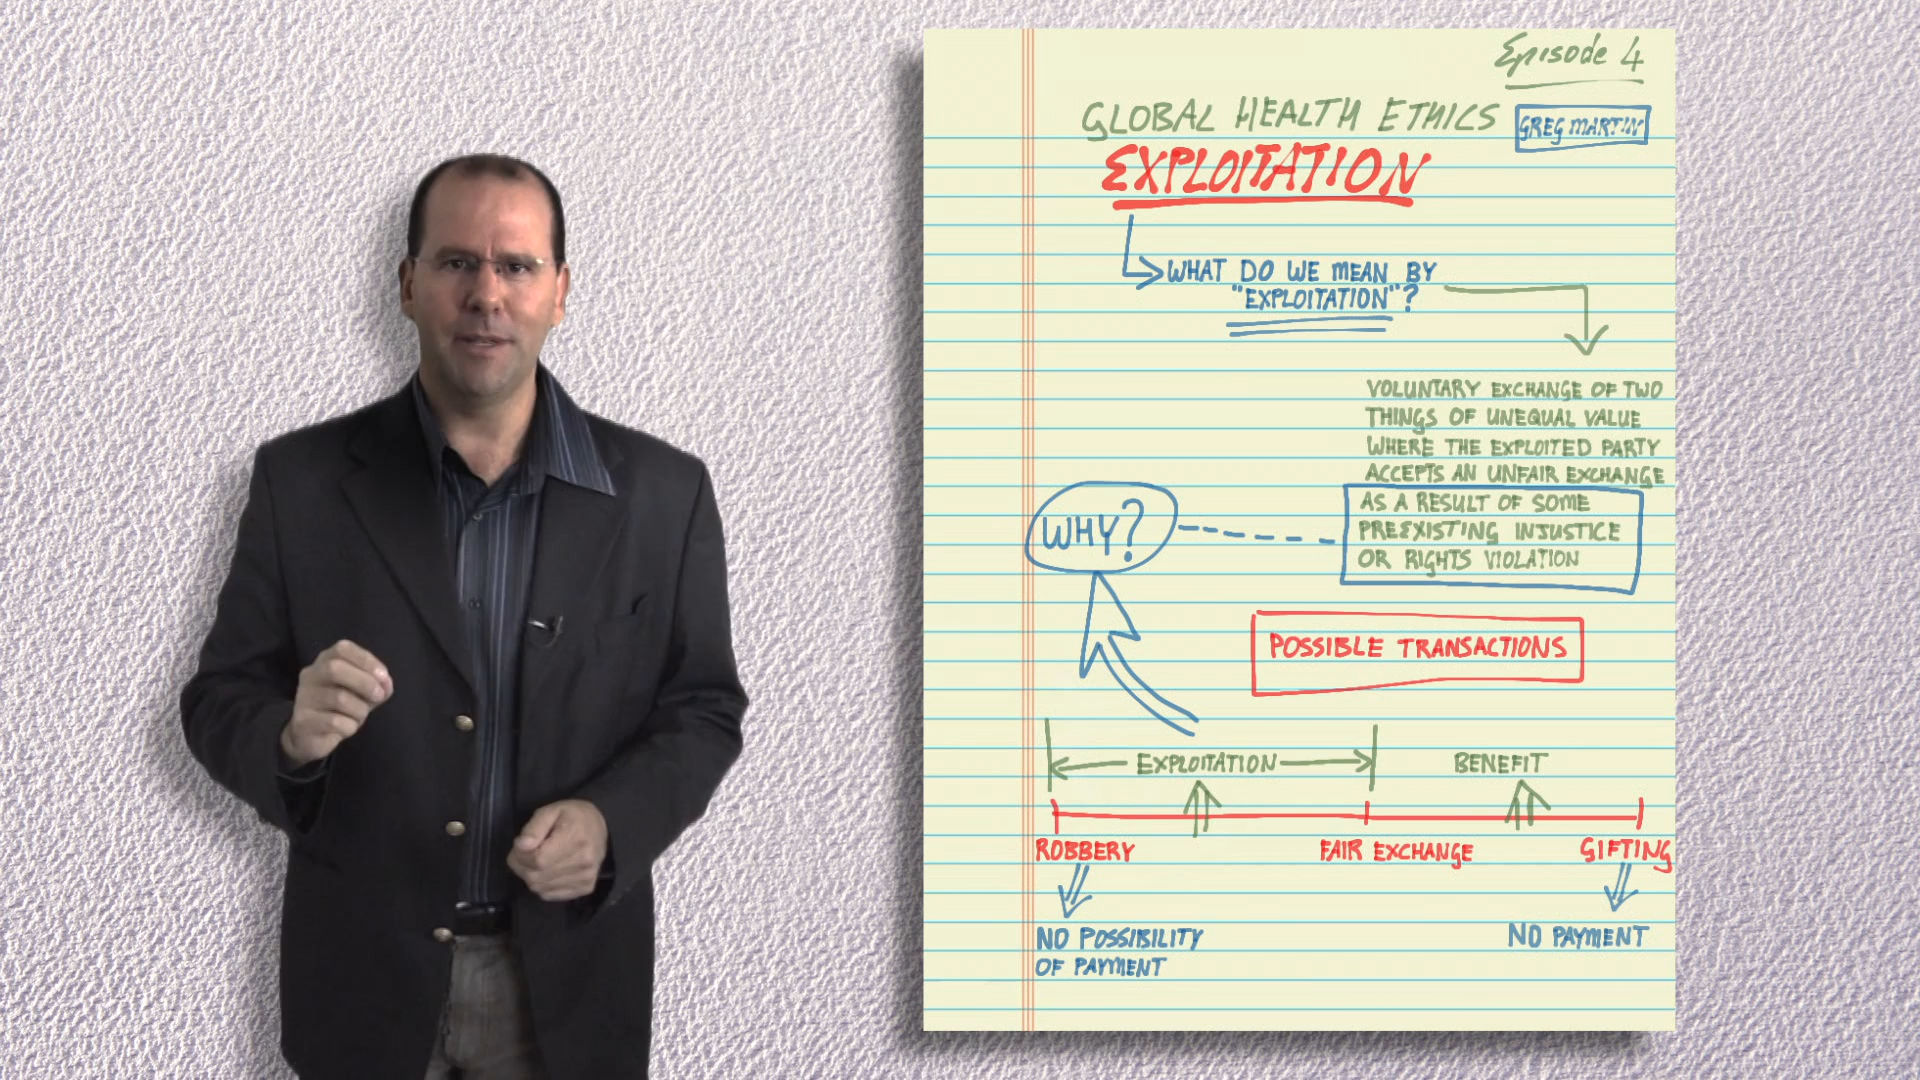 Episode 4
GLOBAL HEALTH ETHICS
GREG MARTIN
EXPLOITATION
WHAT DO WE MEAN BY
"EXPLOITATION"?
VOLUNTARY EXCHANGE OF TWO
THINGS OF UNEQUAL VALUE
WHERE THE EXPLOITED PARTY
ACCEPTS AN UNFAIR EXCHANGE
AS A RESULT OF SOME
PREEXISTING INJUSTICE
OR RIGHTS VIOLATION
WHY?
POSSIBLE TRANSACTIONS
EXPLOITATION
BENEFIT
ROBBERY
FAIR EXCHANGE
GIFTING
NO POSSIBILITY
OF PAYMENT
NO PAYMENT